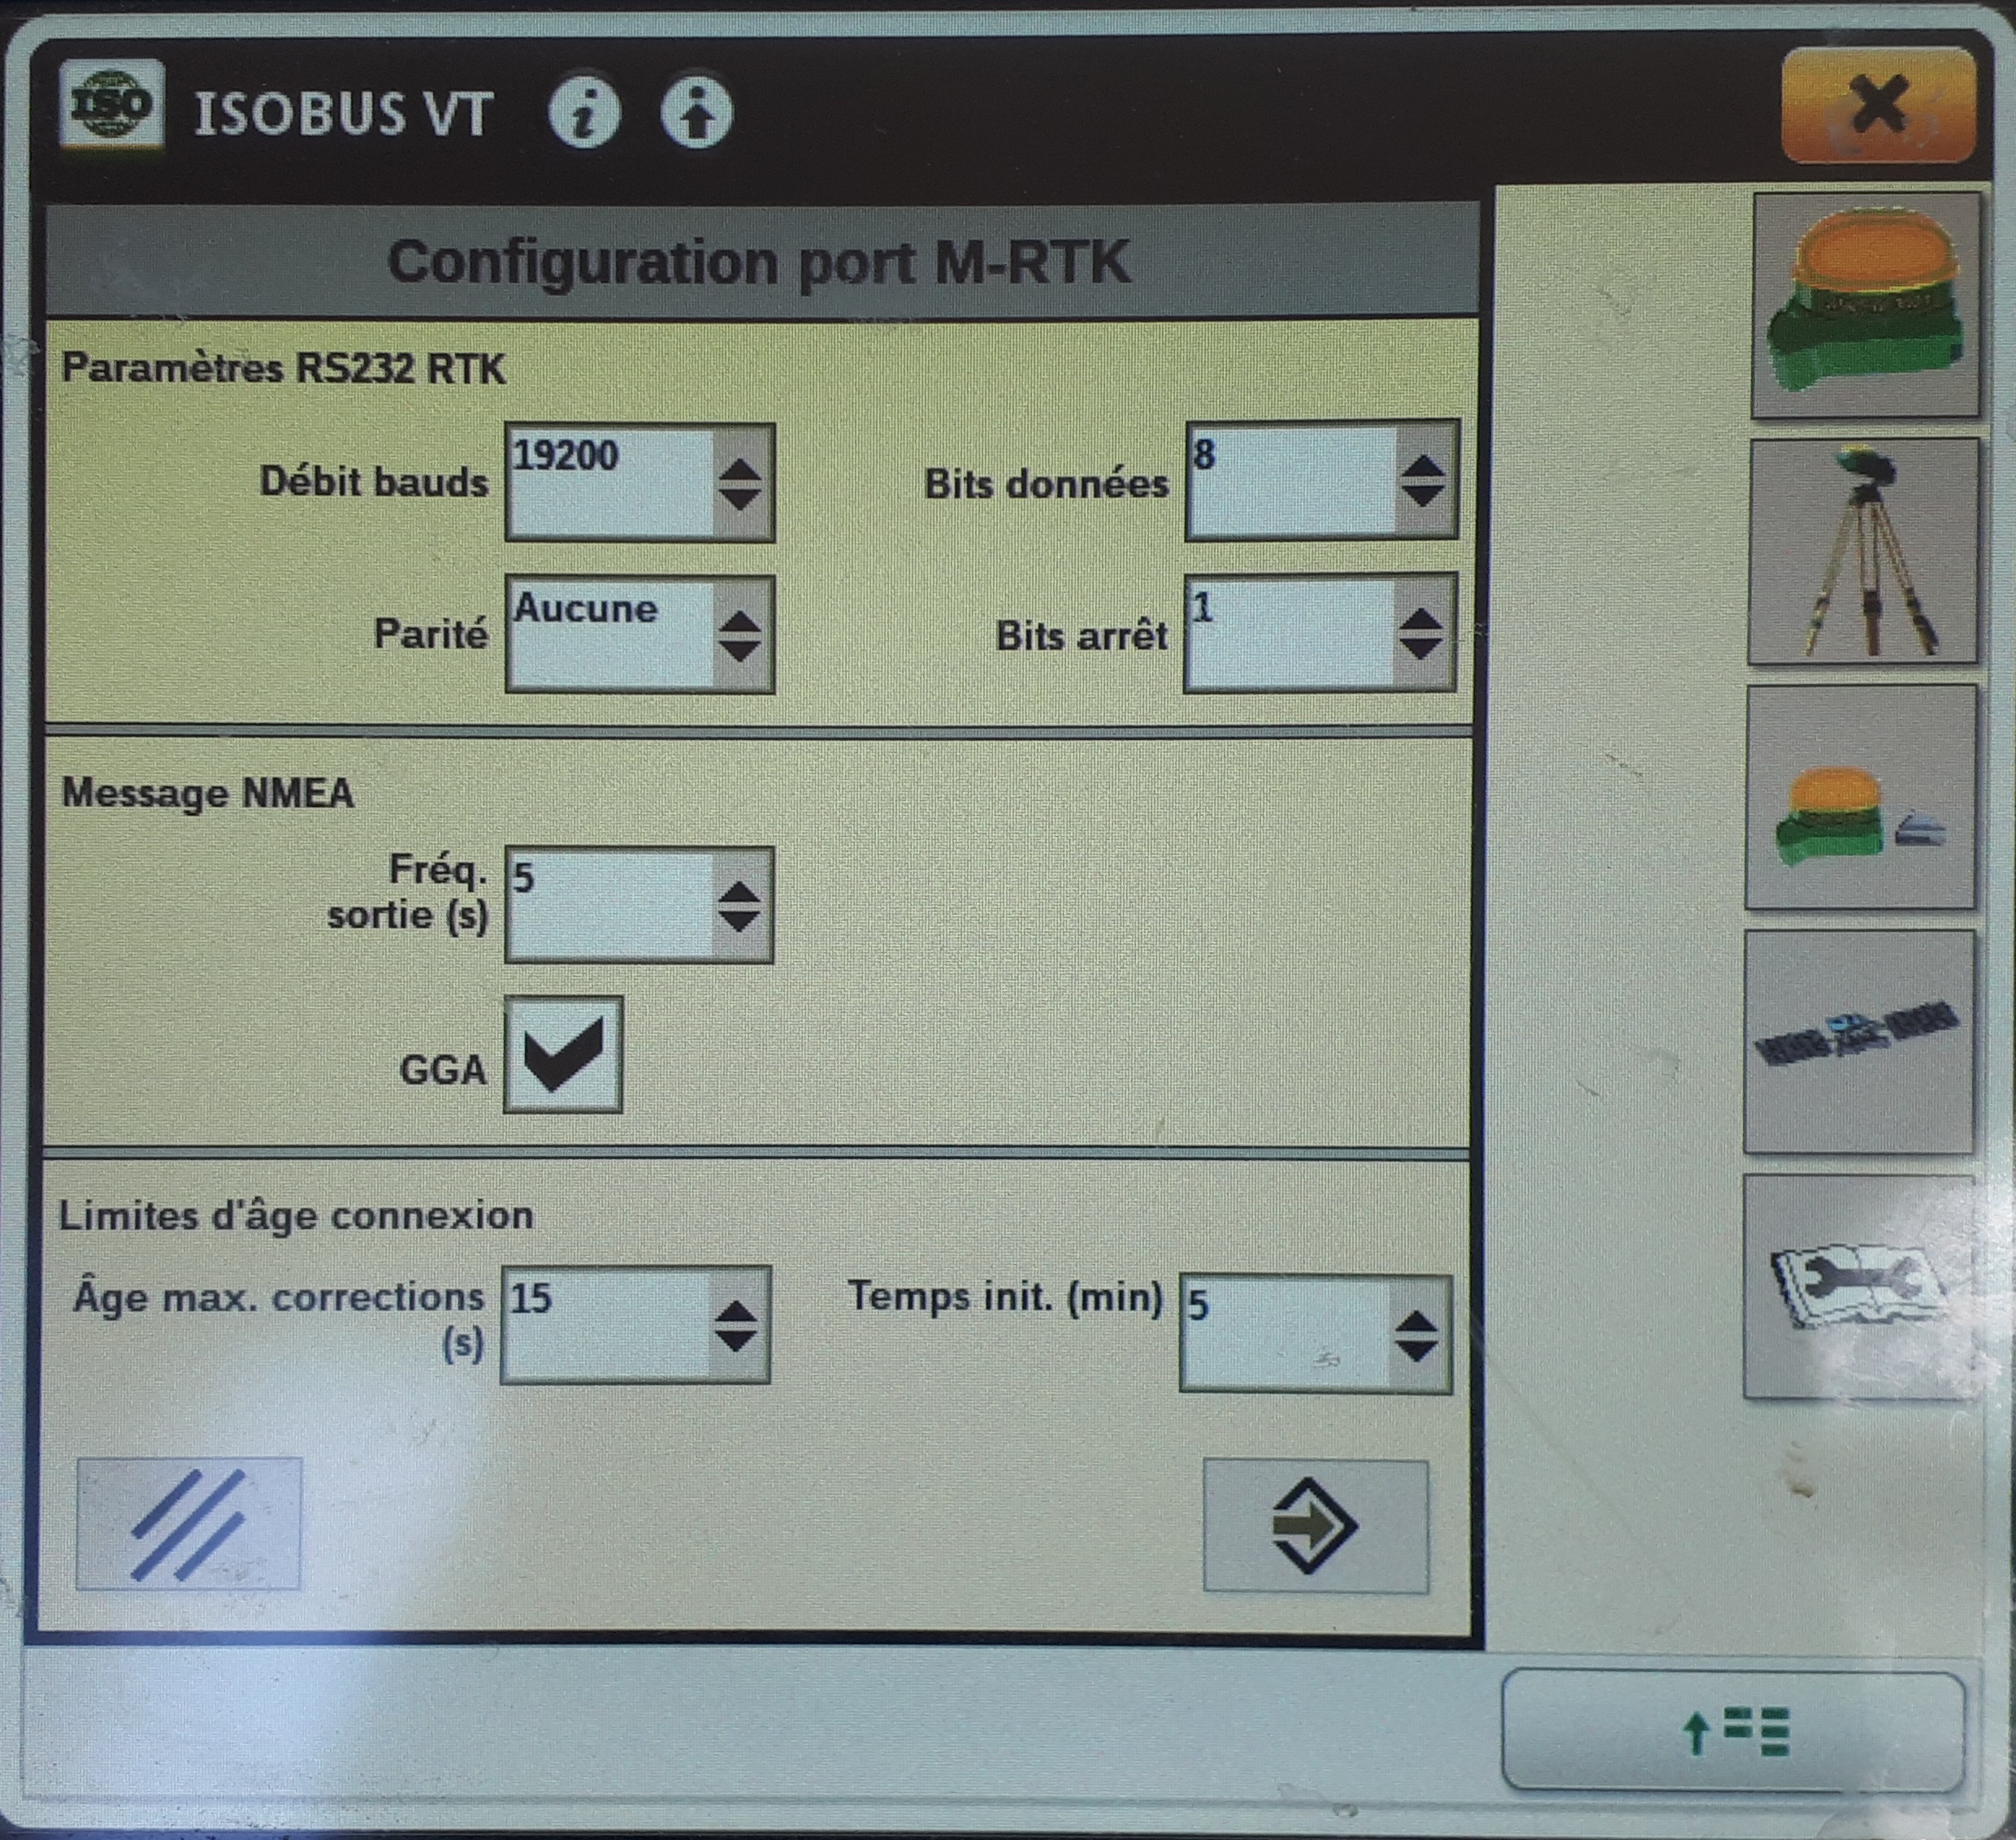 ISO ISOBUS VT
Configuration port M-RTK
Paramètres RS232 RTK
Débit bauds 19200 Bits données 8
Parité Aucune Bits arrêt 1
Message NMEA
Fréq.
sortie (s) 5
GGA
Limites d'âge connexion
Âge max. corrections
(s) 15 Temps init. (min) 5